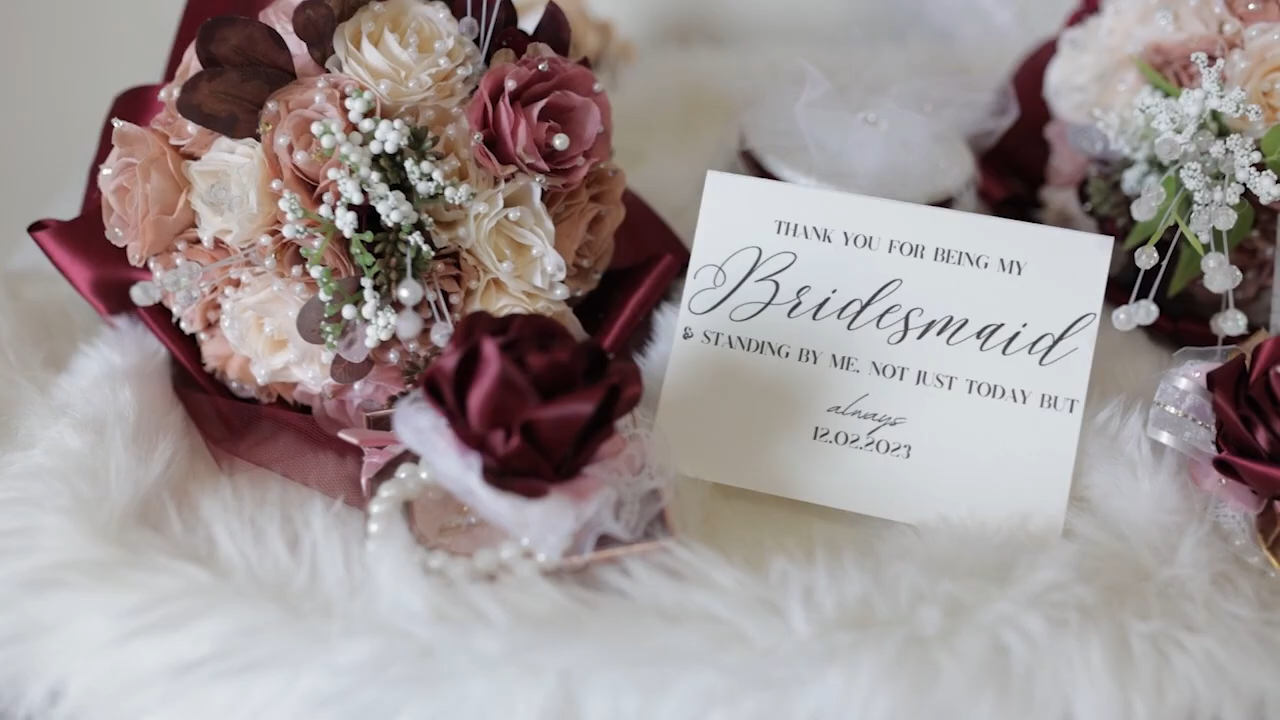 THANK YOU FOR BEING MY
Bridesmaid
& STANDING BY ME, NOT JUST TODAY BUT
always
12.02.2023